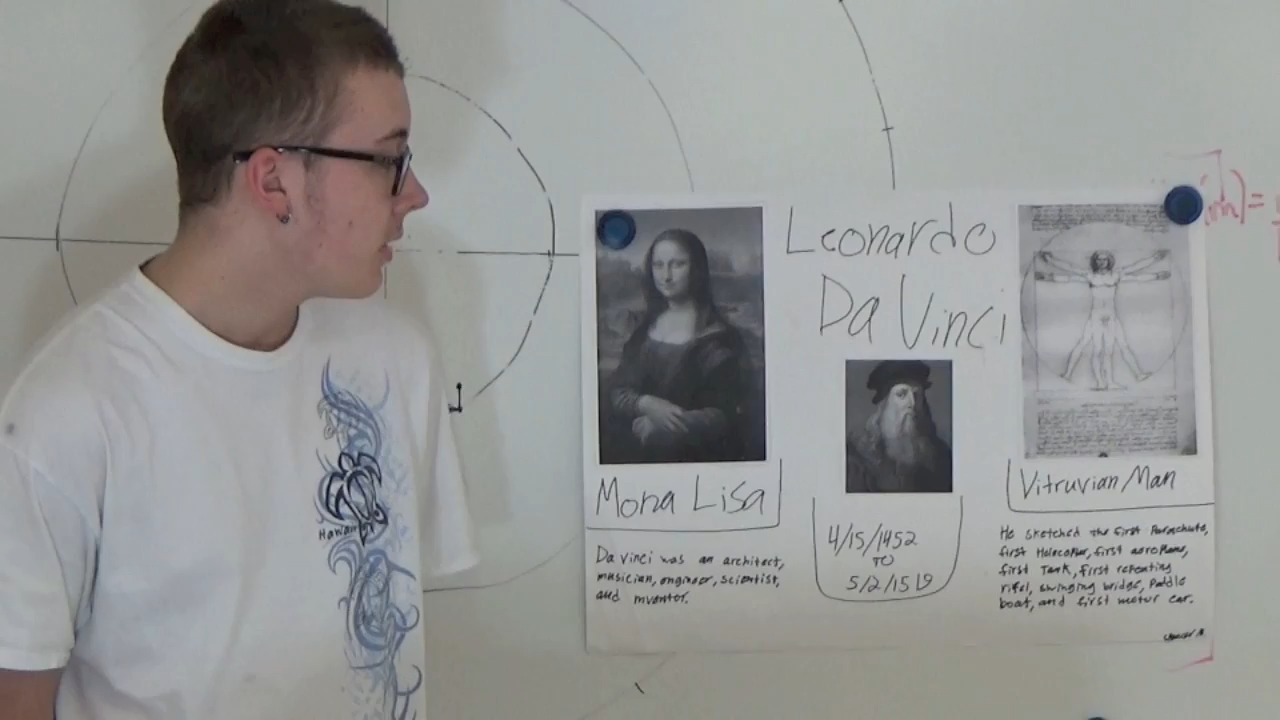 Leonardo
Da Vinci
Mona Lisa
Da vinci was an architect,
musician, engineer, scientist,
and inventor.
4/15/1452
TO
5/2/1519
Vitruvian Man
He sketched the first Parachute,
first Helecopter, first aeroplane,
first Tank, first repeating
rifel, swinging bridge, Paddle
boat, and first motor car.
Hawaii